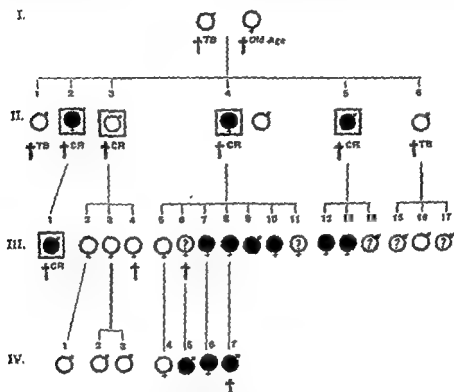 I.
† TB † Old-Age
1 2 3 4 5 6
II.
† TB † CR † CR † CR † CR † TB
1 2 3 4 5 6 7 8 9 10 11 12 13 14 15 16 17
III. ? ? ? ? ?
† CR † †
1 2 3 4 5 6 7
IV.
†